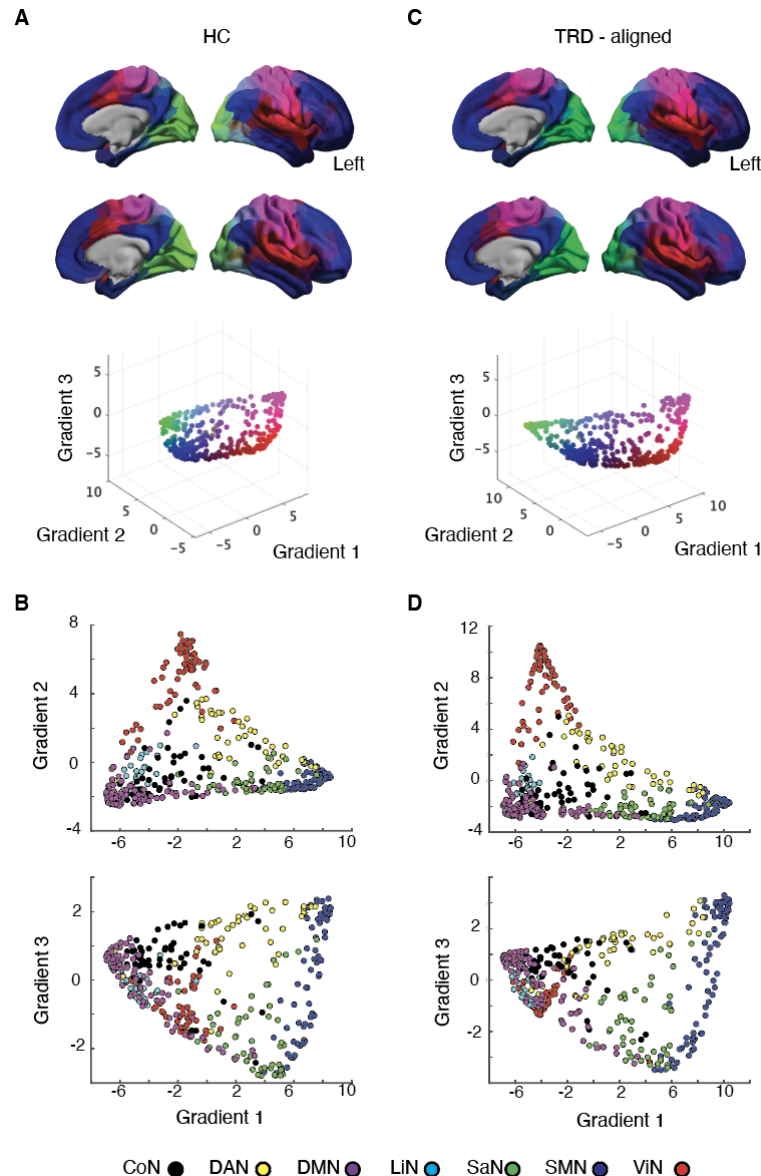 A
HC
Left
Gradient 3
5
0
-5
10
5
0
-5
Gradient 2
-5
0
5
Gradient 1
C
TRD - aligned
Left
Gradient 3
5
0
-5
10
5
0
-5
Gradient 2
-5
0
5
10
Gradient 1
B
Gradient 2
8
4
0
-4
-6
-2
2
6
10
Gradient 3
2
0
-2
-6
-2
2
6
10
Gradient 1
D
Gradient 2
12
8
4
0
-4
-6
-2
2
6
10
Gradient 3
2
0
-2
-6
-2
2
6
10
Gradient 1
CoN DAN DMN LiN SaN SMN ViN